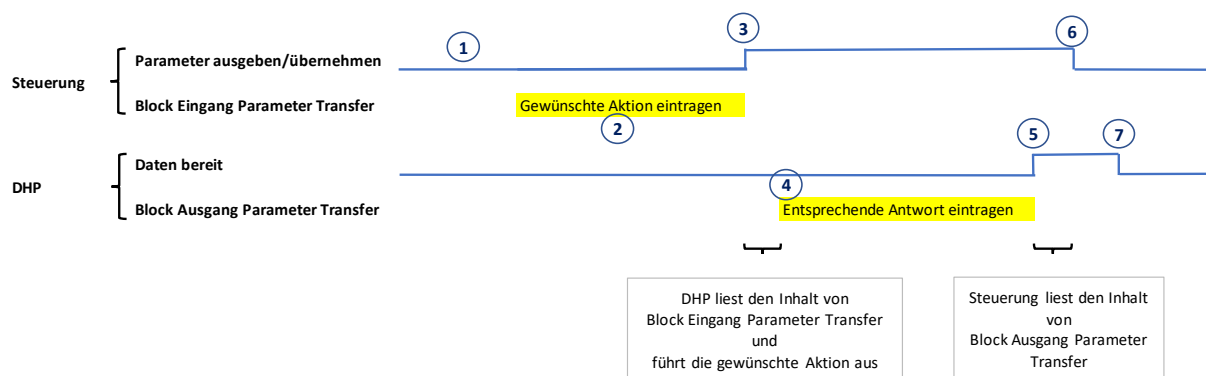 1
3
6
Steuerung
Parameter ausgeben/übernehmen
Block Eingang Parameter Transfer
Gewünschte Aktion eintragen
2
5
7
DHP
Daten bereit
4
Block Ausgang Parameter Transfer
Entsprechende Antwort eintragen
DHP liest den Inhalt von
Block Eingang Parameter Transfer
und
führt die gewünschte Aktion aus
Steuerung liest den Inhalt
von
Block Ausgang Parameter
Transfer